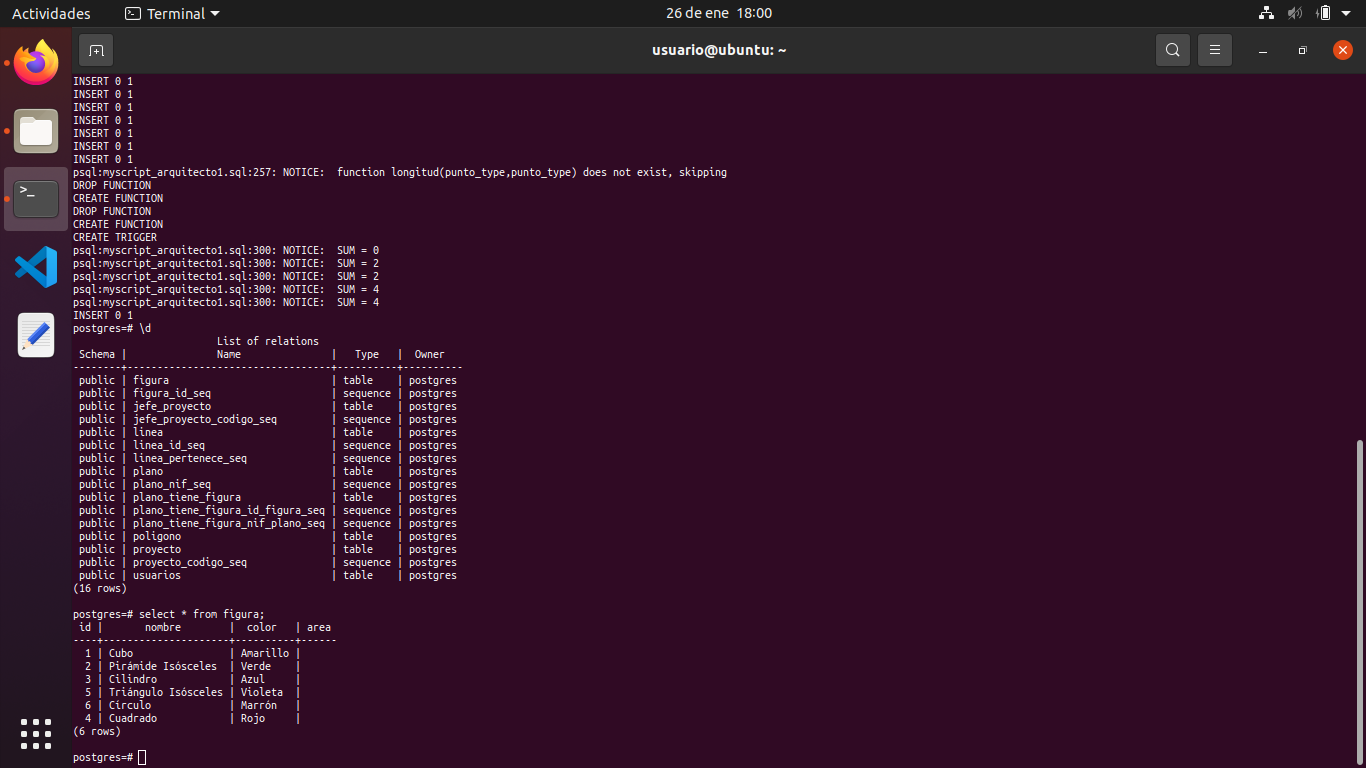 Actividades Terminal 26 de ene 18:00
usuario@ubuntu: ~
INSERT 0 1
INSERT 0 1
INSERT 0 1
INSERT 0 1
INSERT 0 1
INSERT 0 1
INSERT 0 1
psql:myscript_arquitecto1.sql:257: NOTICE:  function longitud(punto_type,punto_type) does not exist, skipping
DROP FUNCTION
CREATE FUNCTION
DROP FUNCTION
CREATE FUNCTION
CREATE TRIGGER
psql:myscript_arquitecto1.sql:300: NOTICE:  SUM = 0
psql:myscript_arquitecto1.sql:300: NOTICE:  SUM = 2
psql:myscript_arquitecto1.sql:300: NOTICE:  SUM = 2
psql:myscript_arquitecto1.sql:300: NOTICE:  SUM = 4
psql:myscript_arquitecto1.sql:300: NOTICE:  SUM = 4
INSERT 0 1
postgres=# \d
                        List of relations
 Schema |               Name               |   Type   |  Owner
--------+----------------------------------+----------+----------
 public | figura                           | table    | postgres
 public | figura_id_seq                    | sequence | postgres
 public | jefe_proyecto                    | table    | postgres
 public | jefe_proyecto_codigo_seq         | sequence | postgres
 public | linea                            | table    | postgres
 public | linea_id_seq                     | sequence | postgres
 public | linea_pertenece_seq              | sequence | postgres
 public | plano                            | table    | postgres
 public | plano_nif_seq                    | sequence | postgres
 public | plano_tiene_figura               | table    | postgres
 public | plano_tiene_figura_id_figura_seq | sequence | postgres
 public | plano_tiene_figura_nif_plano_seq | sequence | postgres
 public | poligono                         | table    | postgres
 public | proyecto                         | table    | postgres
 public | proyecto_codigo_seq              | sequence | postgres
 public | usuarios                         | table    | postgres
(16 rows)
postgres=# select * from figura;
 id |       nombre        |  color   | area
----+---------------------+----------+------
  1 | Cubo                | Amarillo |
  2 | Pirámide Isósceles  | Verde    |
  3 | Cilindro            | Azul     |
  5 | Triángulo Isósceles | Violeta  |
  6 | Círculo             | Marrón   |
  4 | Cuadrado            | Rojo     |
(6 rows)
postgres=#